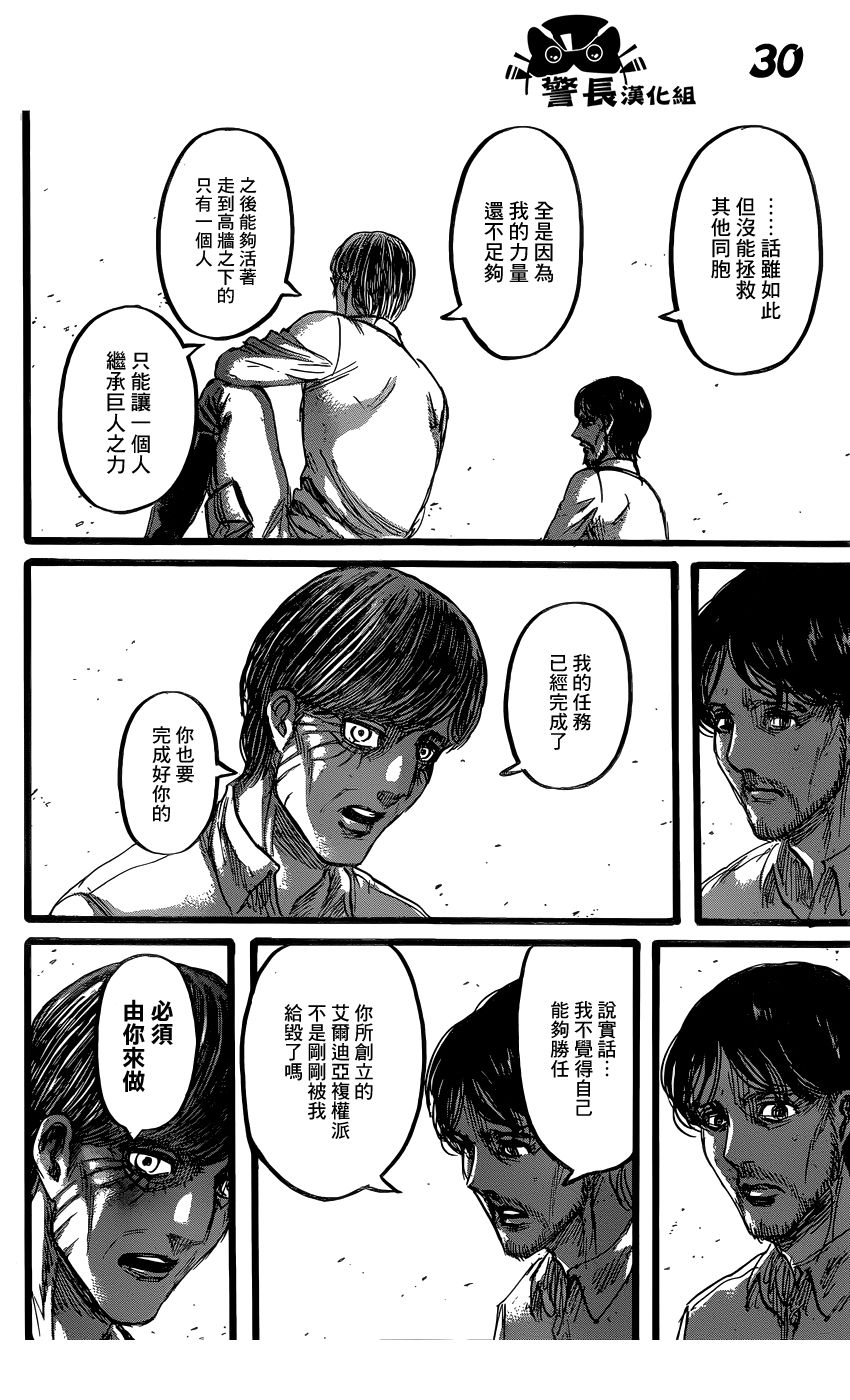 警長漢化組
30
……話雖如此
但沒能拯救
其他同胞
全是因為
我的力量
還不足夠
之後能夠活著
走到高牆之下的
只有一個人
只能讓一個人
繼承巨人之力
我的任務
已經完成了
你也要
完成好你的
說實話…
我不覺得自己
能夠勝任
你所創立的
艾爾迪亞複權派
不是剛剛被我
給毀了嗎
必須
由你來做